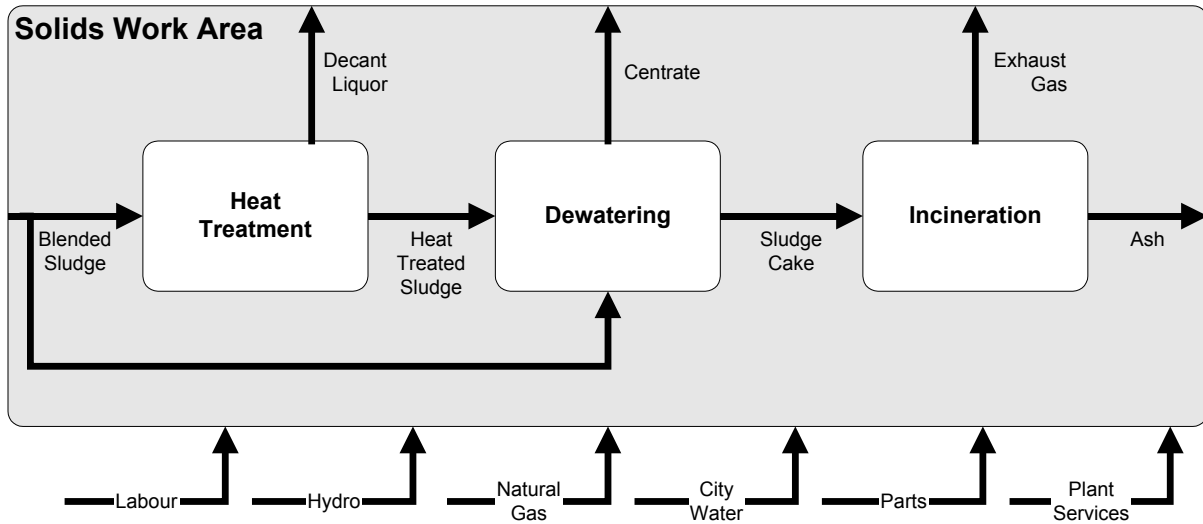 Solids Work Area
Decant
Liquor
Centrate
Exhaust
Gas
Heat
Treatment
Dewatering
Incineration
Blended
Sludge
Heat
Treated
Sludge
Sludge
Cake
Ash
Labour
Hydro
Natural
Gas
City
Water
Parts
Plant
Services